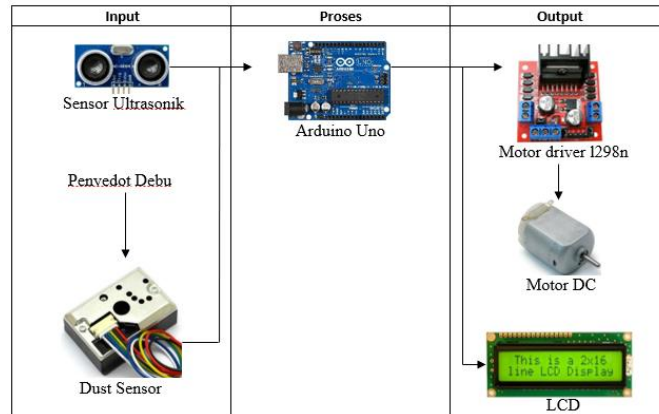 Input
Proses
Output
Sensor Ultrasonik
Arduino Uno
Motor driver l298n
Penvedot Debu
Motor DC
This is a 2x16
line LCD Display
Dust Sensor
LCD